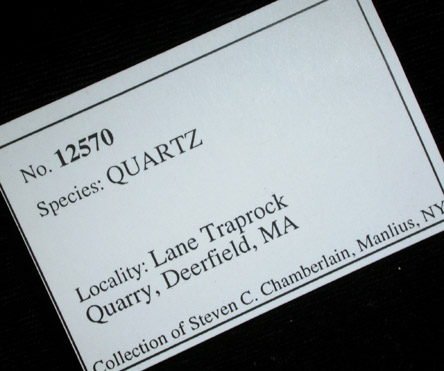 No. 12570
Species: QUARTZ
Locality: Lane Traprock
Quarry, Deerfield, MA
Collection of Steven C. Chamberlain, Manlius, NY